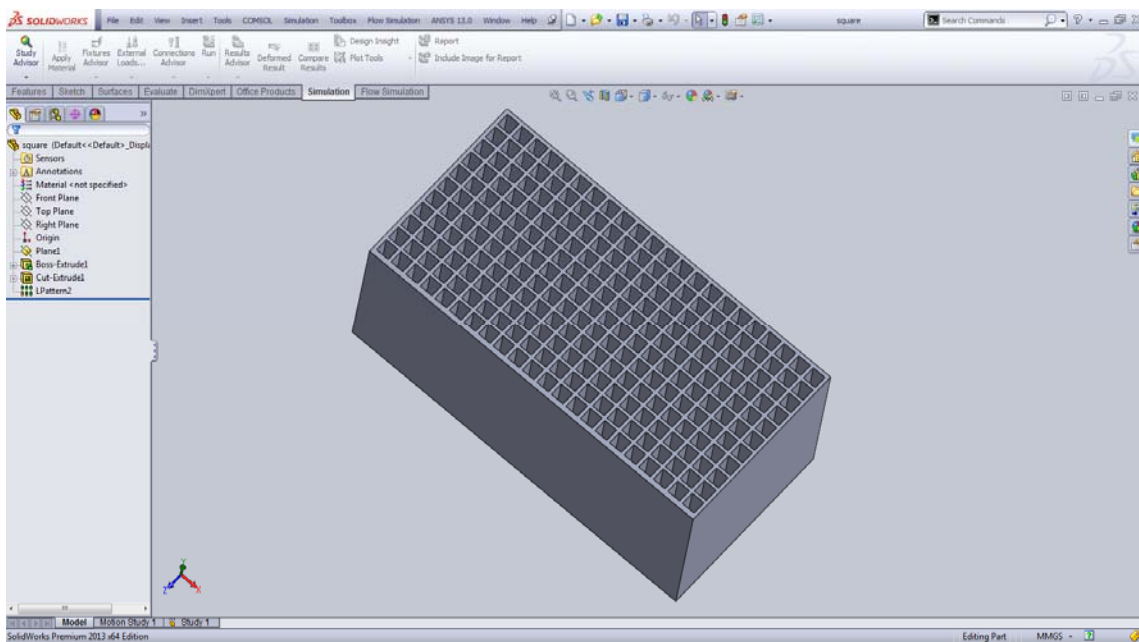 SOLIDWORKS File Edit View Insert Tools COMSOL Simulation Toolbox Flow Simulation ANSYS 13.0 Window Help square Search Commands
Study Advisor
Apply Material
Fixtures Advisor
External Loads...
Connections Advisor
Run
Results Advisor
Deformed Result
Compare Results
Design Insight
Plot Tools
Report
Include Image for Report
Features Sketch Surfaces Evaluate DimXpert Office Products Simulation Flow Simulation
square (Default<<Default>_Displa
Sensors
Annotations
Material <not specified>
Front Plane
Top Plane
Right Plane
Origin
Plane1
Boss-Extrude1
Cut-Extrude1
LPattern2
Y
Z
X
Model Motion Study 1 Study 1
SolidWorks Premium 2013 x64 Edition Editing Part MMGS